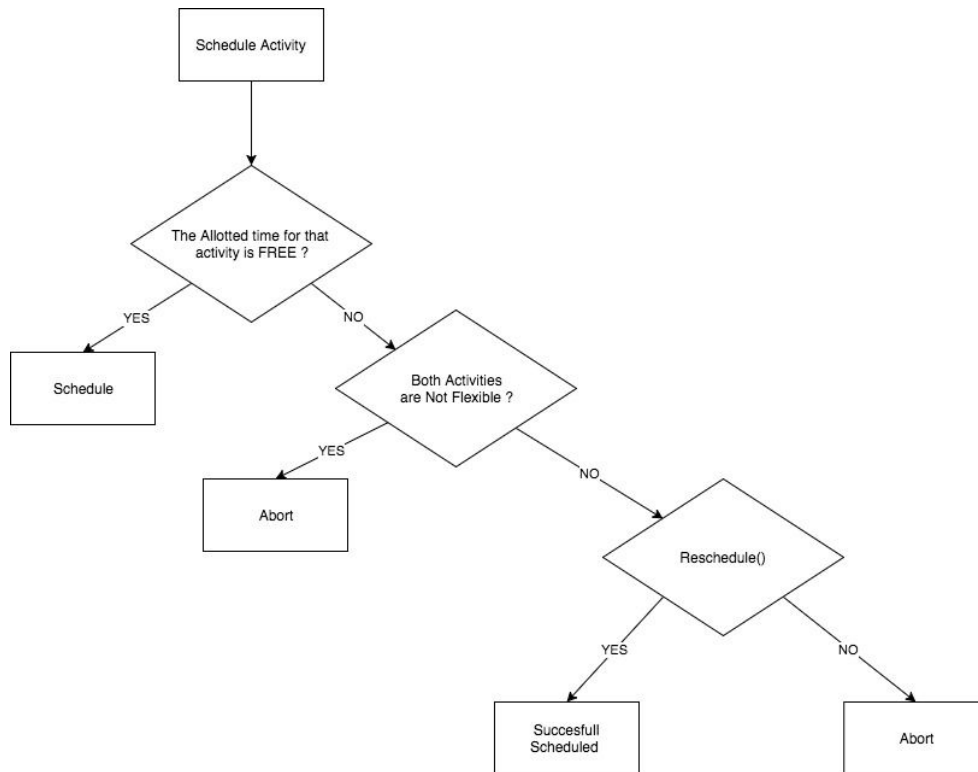 Schedule Activity
The Allotted time for that
activity is FREE ?
YES
NO
Schedule
Both Activities
are Not Flexible ?
YES
NO
Abort
Reschedule()
YES
NO
Succesfull
Scheduled
Abort